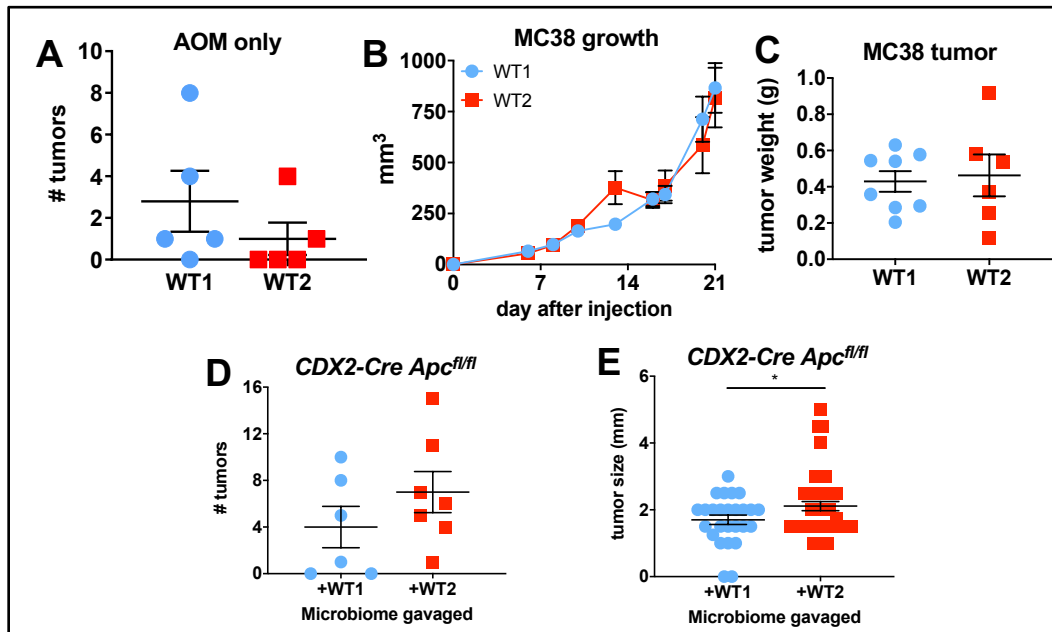 A
AOM only
# tumors
10
8
6
4
2
0
WT1
WT2
B
MC38 growth
WT1
WT2
mm³
1000
750
500
250
0
0
7
14
21
day after injection
C
MC38 tumor
tumor weight (g)
1.0
0.8
0.6
0.4
0.2
0.0
WT1
WT2
D
CDX2-Cre Apcfl/fl
# tumors
16
12
8
4
0
+WT1
+WT2
Microbiome gavaged
E
CDX2-Cre Apcfl/fl
*
tumor size (mm)
6
4
2
0
+WT1
+WT2
Microbiome gavaged